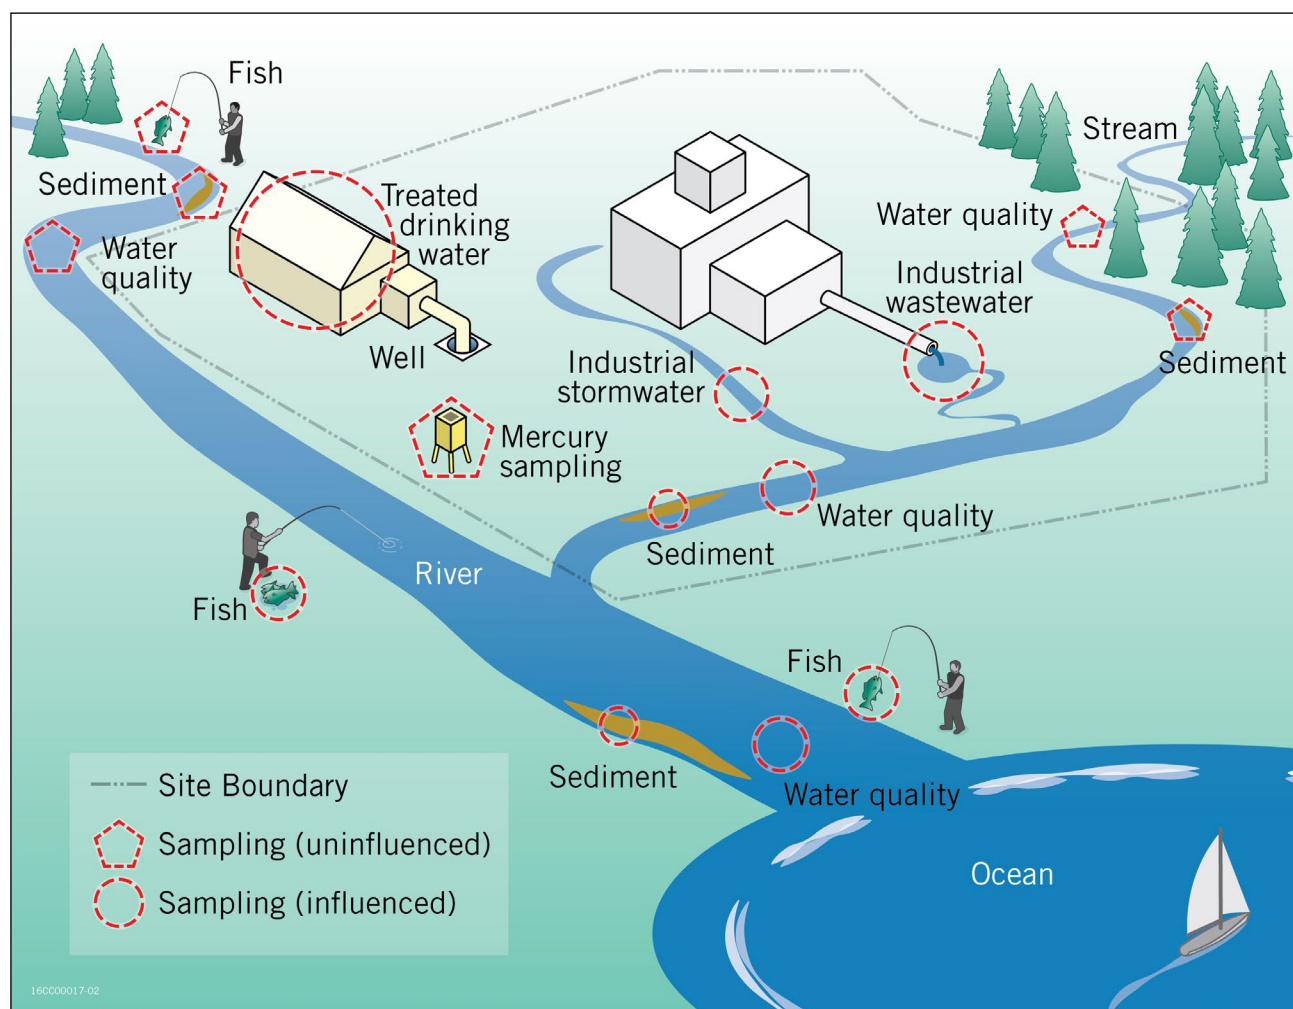 Fish
Stream
Sediment
Treated
drinking
water
Water quality
Water
quality
Industrial
wastewater
Well
Industrial
stormwater
Sediment
Mercury
sampling
Water quality
Sediment
River
Fish
Fish
Sediment
Water quality
Site Boundary
Sampling (uninfluenced)
Sampling (influenced)
Ocean
16CC00017-02